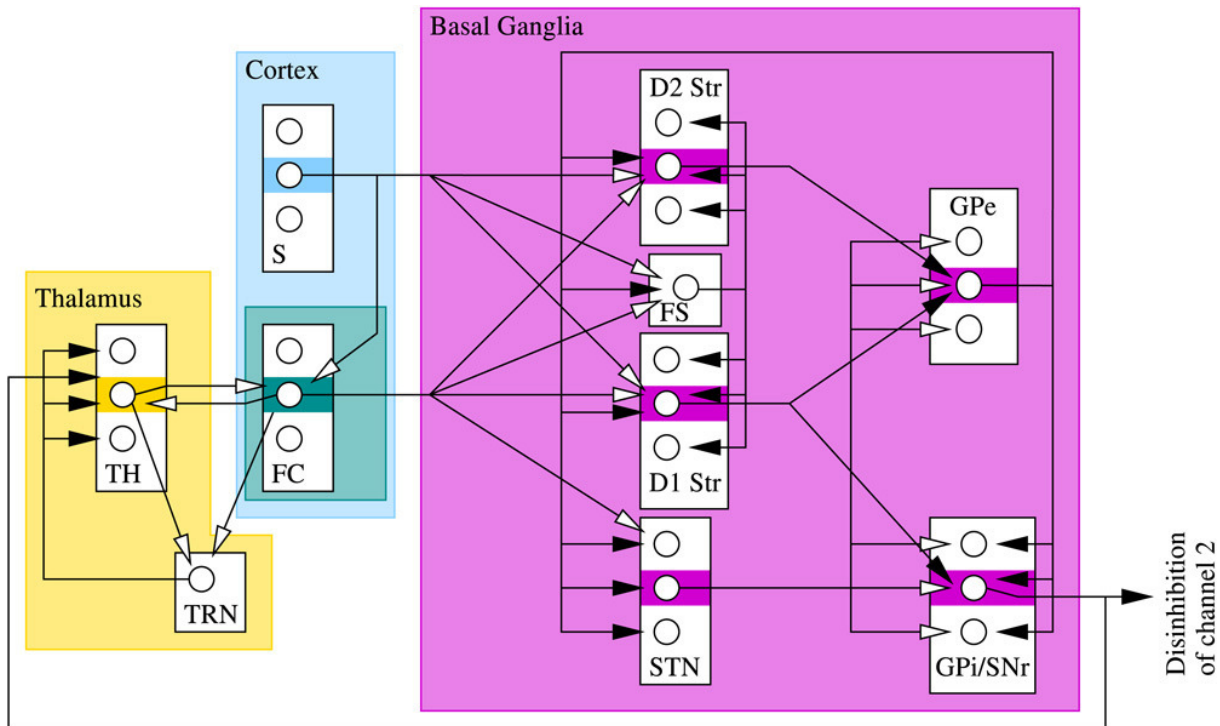 Basal Ganglia
Cortex
D2 Str
S
GPe
FS
Thalamus
TH
FC
D1 Str
TRN
STN
GPi/SNr
Disinhibition
of channel 2